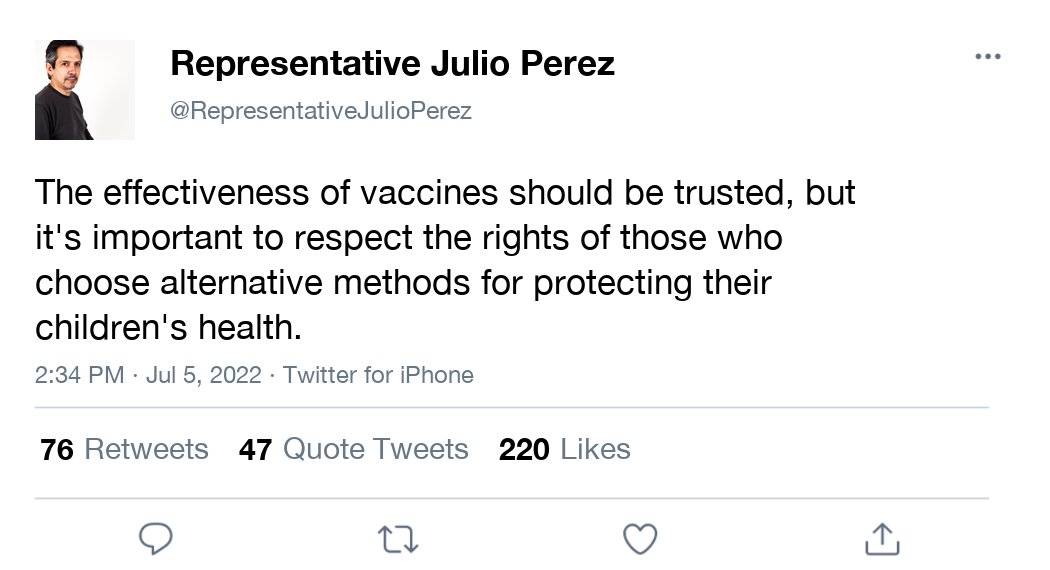 Representative Julio Perez
@RepresentativeJulioPerez
The effectiveness of vaccines should be trusted, but
it's important to respect the rights of those who
choose alternative methods for protecting their
children's health.
2:34 PM · Jul 5, 2022 · Twitter for iPhone
76 Retweets 47 Quote Tweets 220 Likes